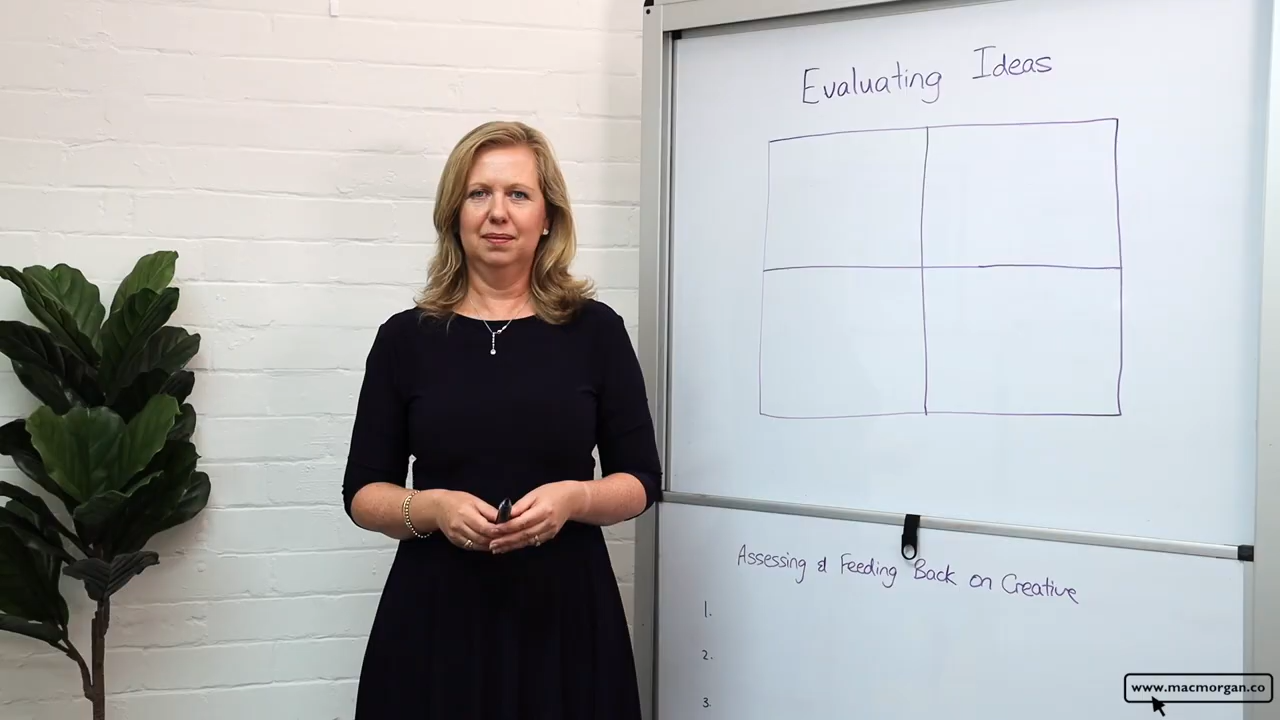 Evaluating Ideas
Assessing & Feeding Back on Creative
1.
2.
3.
www.macmorgan.co